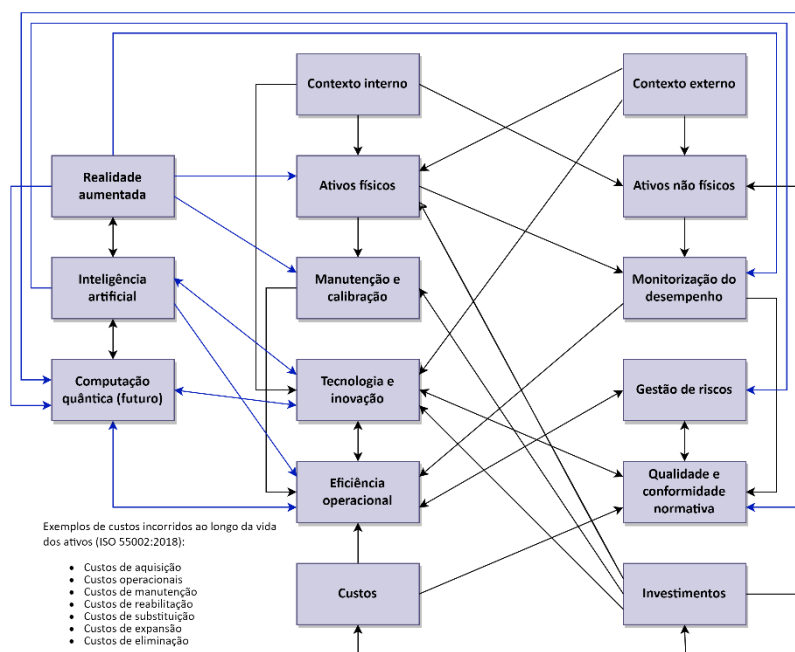 Contexto interno
Contexto externo
Realidade
aumentada
Ativos físicos
Ativos não físicos
Inteligência
artificial
Manutenção e
calibração
Monitorização do
desempenho
Computação
quântica (futuro)
Tecnologia e
inovação
Gestão de riscos
Eficiência
operacional
Qualidade e
conformidade
normativa
Exemplos de custos incorridos ao longo da vida
dos ativos (ISO 55002:2018):
• Custos de aquisição
• Custos operacionais
• Custos de manutenção
• Custos de reabilitação
• Custos de substituição
• Custos de expansão
• Custos de eliminação
Custos
Investimentos